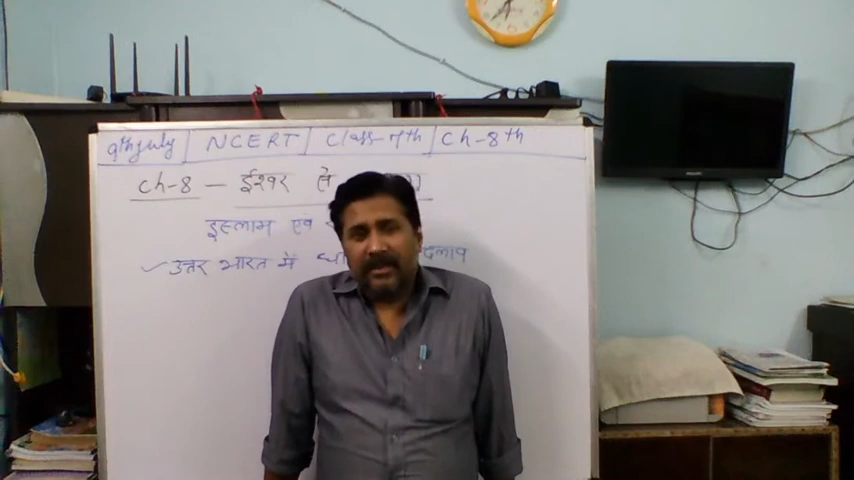 9th July | NCERT | Class-7th | Ch-8th
Ch-8 – ईश्वर से
इस्लाम एवं
✓ उत्तर भारत में